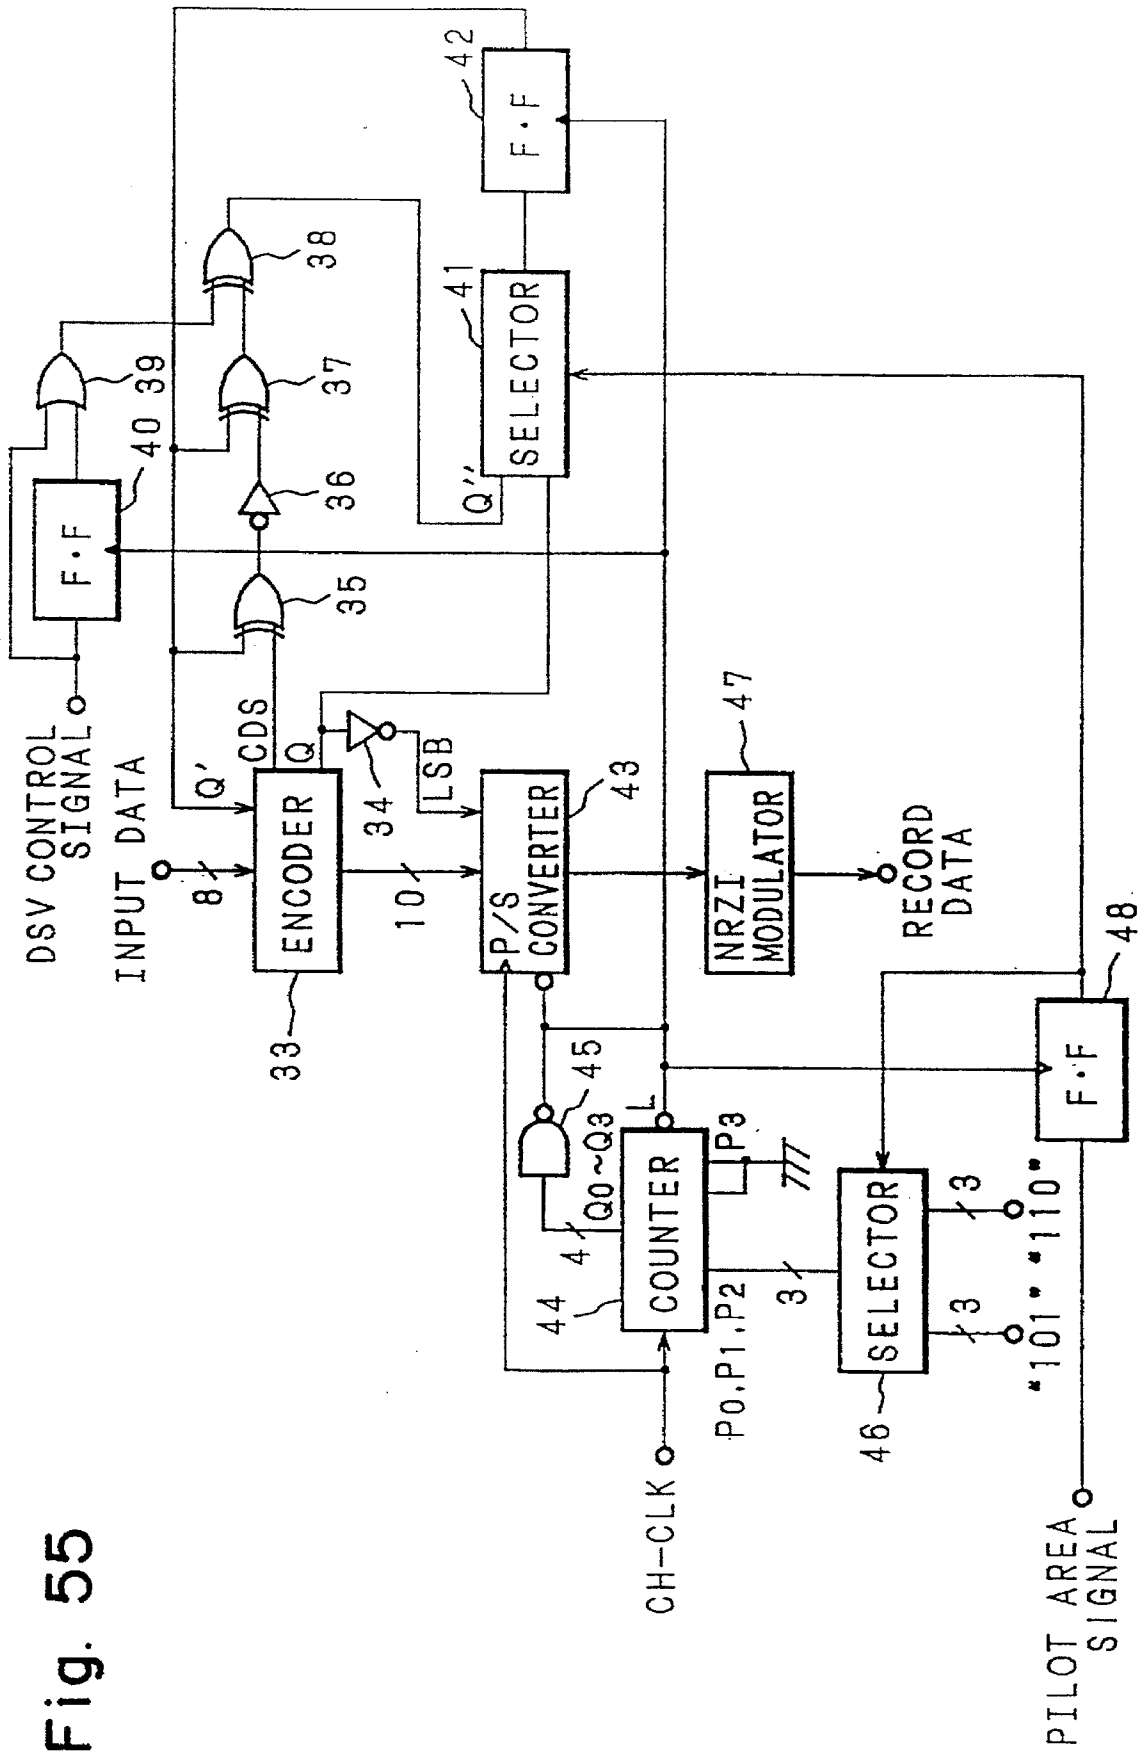 Fig. 55
DSV CONTROL
SIGNAL
INPUT DATA
8
Q'
CDS
Q
ENCODER
33
10
34
LSB
P/S
CONVERTER
43
NRZI
MODULATOR
47
RECORD
DATA
F・F
40
39
35
36
37
38
Q''
SELECTOR
41
F・F
42
CH-CLK
44
COUNTER
4
Q0~Q3
45
L
P3
P0,P1,P2
3
SELECTOR
46
3
3
"101"
"110"
PILOT AREA
SIGNAL
F・F
48